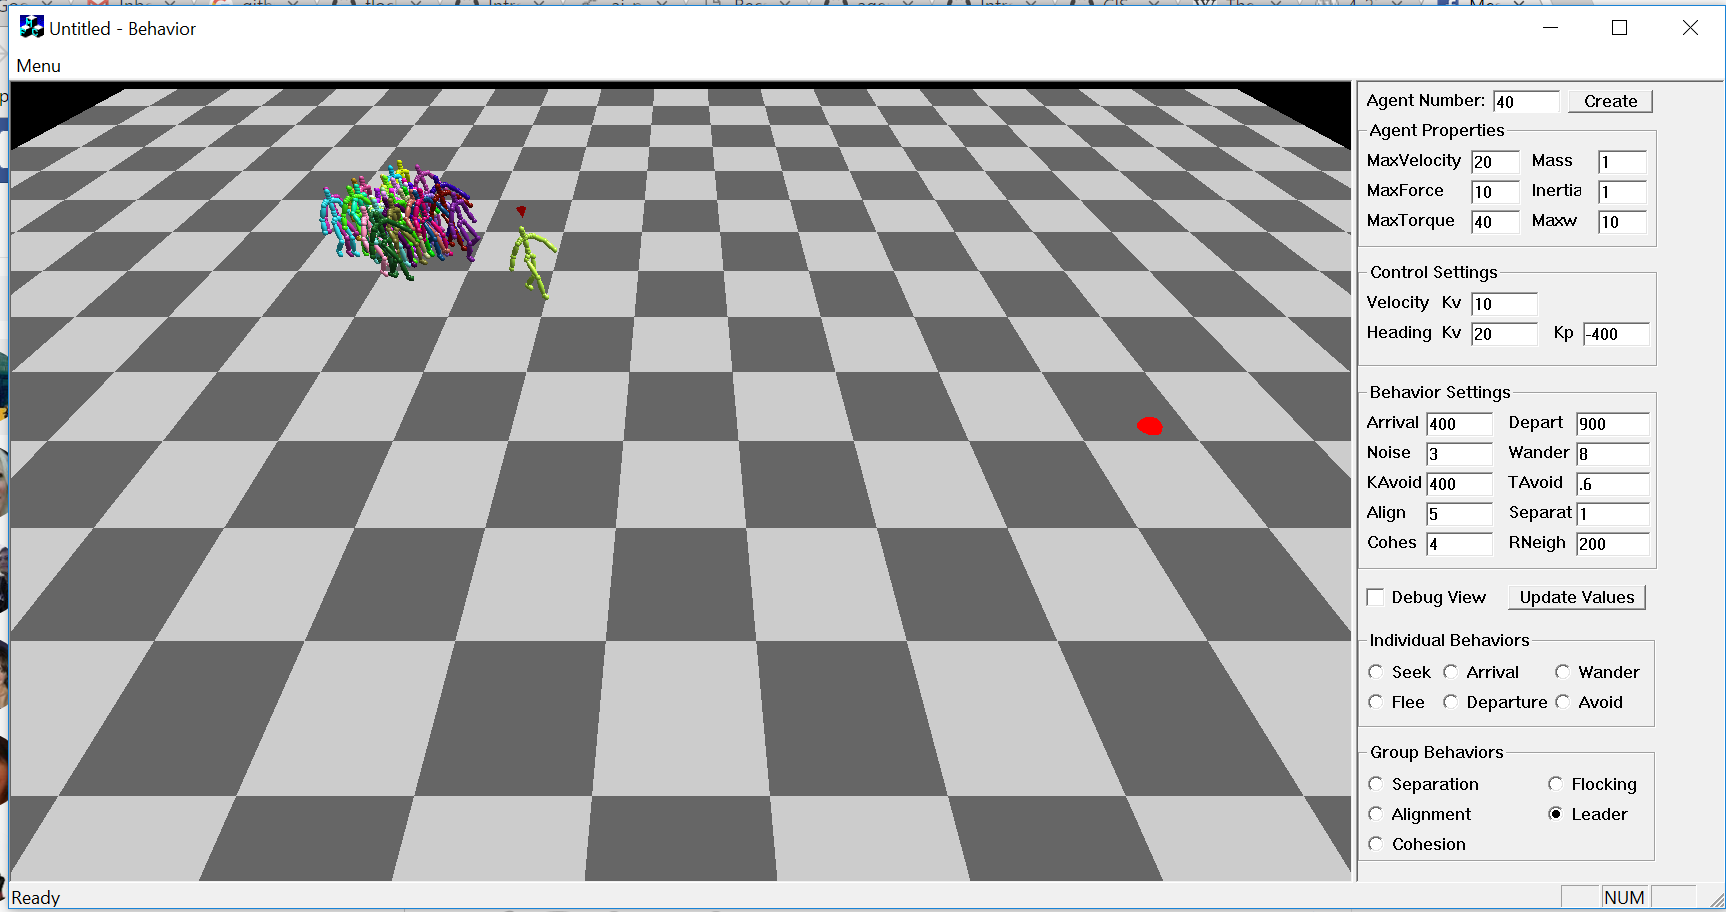 Untitled - Behavior
Menu
Agent Number: 40 Create
Agent Properties
MaxVelocity 20 Mass 1
MaxForce 10 Inertia 1
MaxTorque 40 Maxw 10
Control Settings
Velocity Kv 10
Heading Kv 20 Kp -400
Behavior Settings
Arrival 400 Depart 900
Noise 3 Wander 8
KAvoid 400 TAvoid .6
Align 5 Separat 1
Cohes 4 RNeigh 200
Debug View Update Values
Individual Behaviors
Seek Arrival Wander
Flee Departure Avoid
Group Behaviors
Separation Flocking
Alignment Leader
Cohesion
Ready NUM